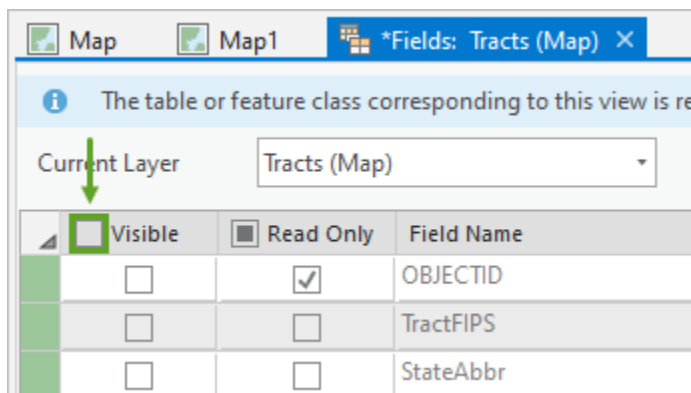 Map Map1 *Fields: Tracts (Map)
The table or feature class corresponding to this view is
Current Layer Tracts (Map)
Visible Read Only Field Name
OBJECTID
TractFIPS
StateAbbr